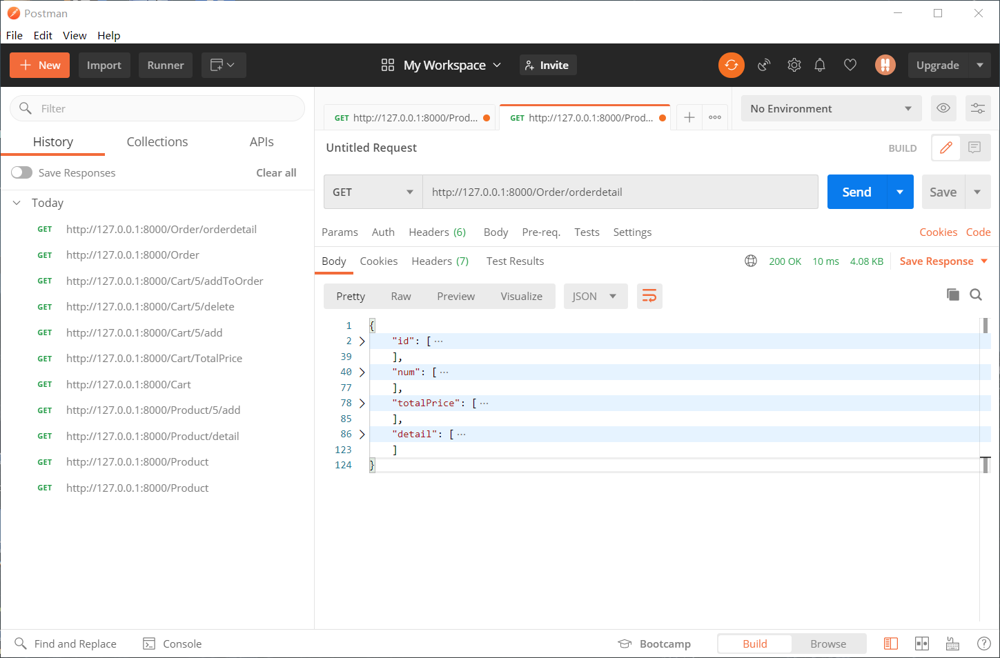 Postman
File Edit View Help
New Import Runner My Workspace Invite Upgrade
Filter
History Collections APIs
Save Responses Clear all
Today
GET http://127.0.0.1:8000/Order/orderdetail
GET http://127.0.0.1:8000/Order
GET http://127.0.0.1:8000/Cart/5/addToOrder
GET http://127.0.0.1:8000/Cart/5/delete
GET http://127.0.0.1:8000/Cart/5/add
GET http://127.0.0.1:8000/Cart/TotalPrice
GET http://127.0.0.1:8000/Cart
GET http://127.0.0.1:8000/Product/5/add
GET http://127.0.0.1:8000/Product/detail
GET http://127.0.0.1:8000/Product
GET http://127.0.0.1:8000/Product
GET http://127.0.0.1:8000/Prod... GET http://127.0.0.1:8000/Prod... No Environment
Untitled Request BUILD
GET http://127.0.0.1:8000/Order/orderdetail Send Save
Params Auth Headers (6) Body Pre-req. Tests Settings Cookies Code
Body Cookies Headers (7) Test Results 200 OK 10 ms 4.08 KB Save Response
Pretty Raw Preview Visualize JSON
1 {
2 "id": [ ...
39 ],
40 "num": [ ...
77 ],
78 "totalPrice": [ ...
85 ],
86 "detail": [ ...
123 ]
124 }
Find and Replace Console Bootcamp Build Browse